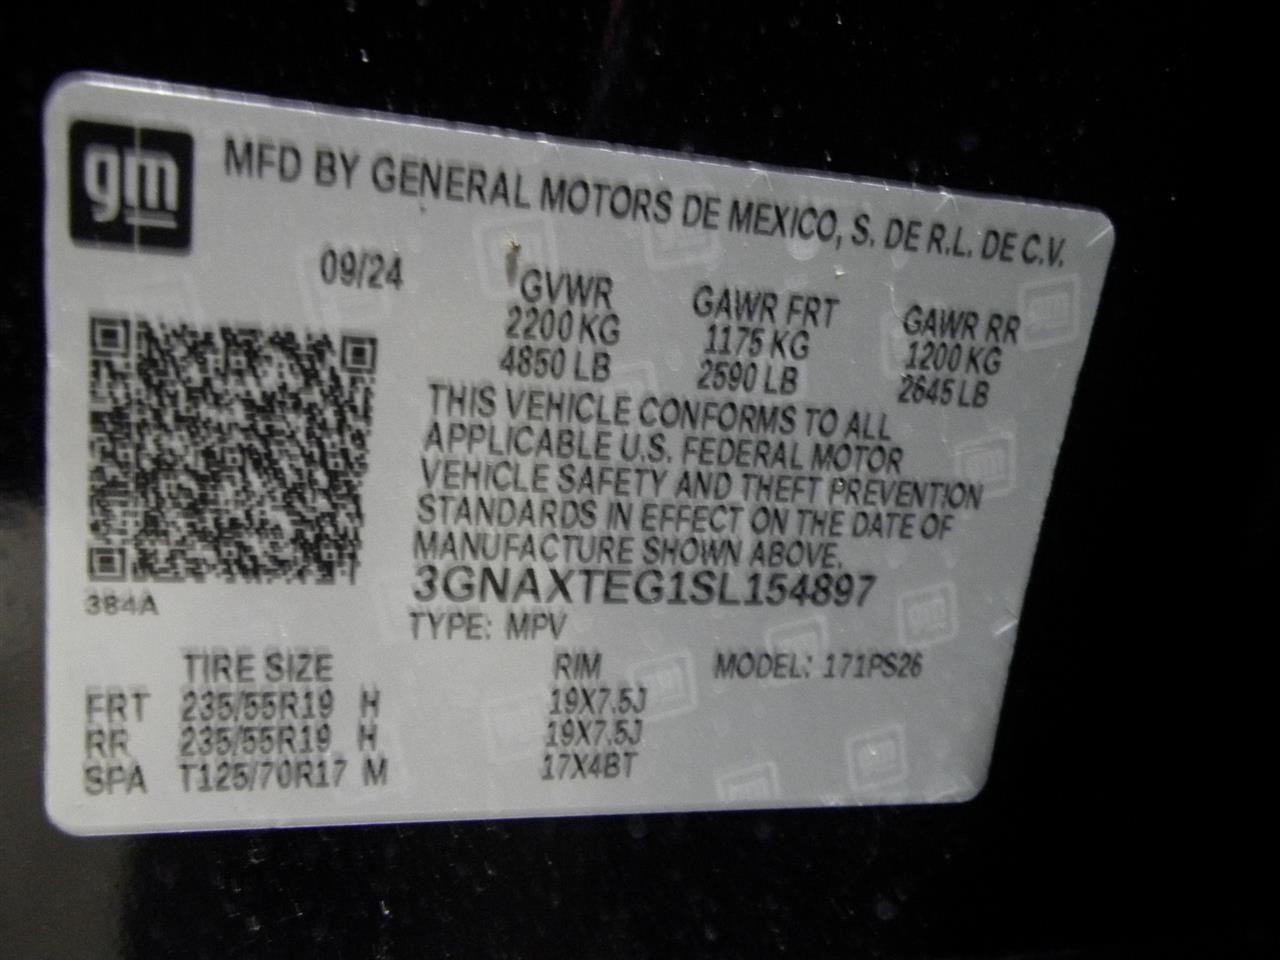 gm
MFD BY GENERAL MOTORS DE MEXICO, S. DE R.L. DE C.V.
09/24
GVWR GAWR FRT GAWR RR
2200 KG 1175 KG 1200 KG
4850 LB 2590 LB 2645 LB
THIS VEHICLE CONFORMS TO ALL
APPLICABLE U.S. FEDERAL MOTOR
VEHICLE SAFETY AND THEFT PREVENTION
STANDARDS IN EFFECT ON THE DATE OF
MANUFACTURE SHOWN ABOVE.
3GNAXTEG1SL154897
384A
TYPE: MPV
TIRE SIZE RIM MODEL: 171PS26
FRT 235/55R19 H 19X7.5J
RR 235/55R19 H 19X7.5J
SPA T125/70R17 M 17X4BT